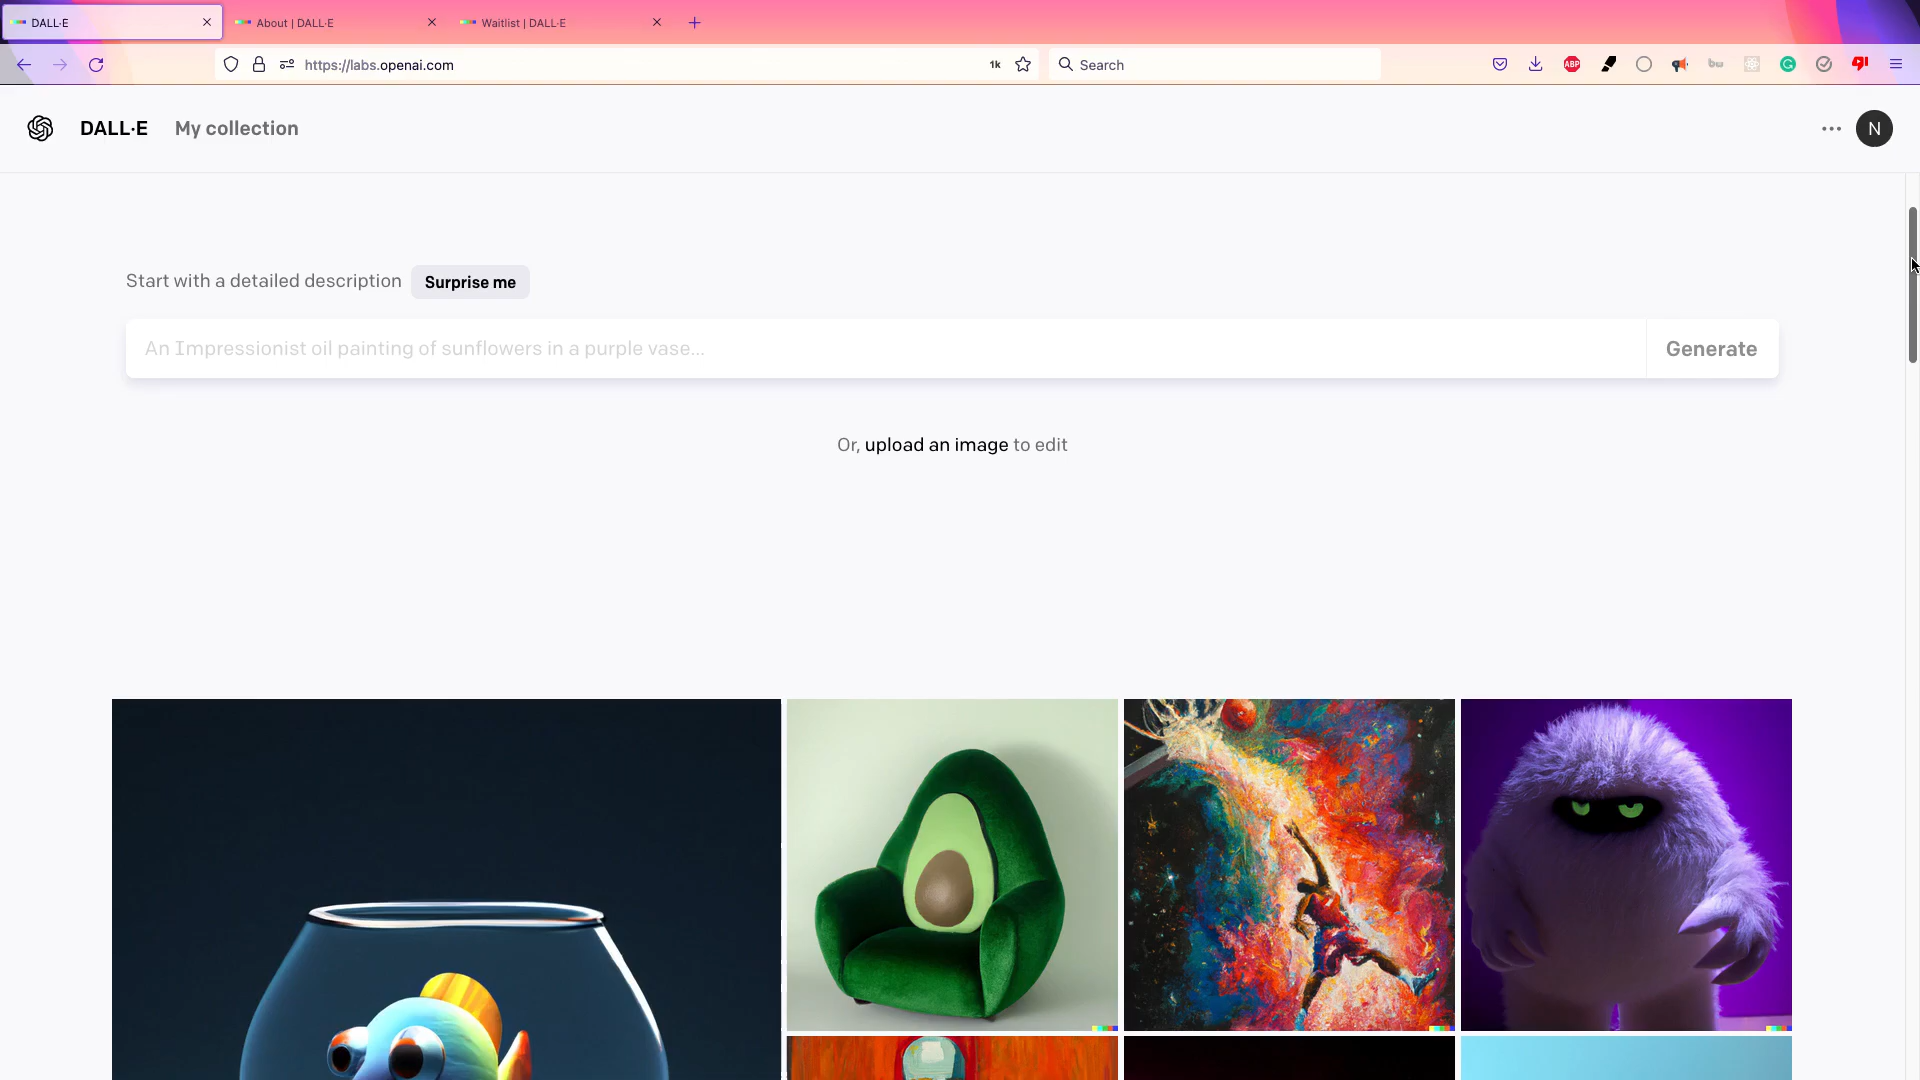 DALL·E
About | DALL·E
Waitlist | DALL·E
https://labs.openai.com
1k
Search
ABP
DALL·E
My collection
N
Start with a detailed description
Surprise me
An Impressionist oil painting of sunflowers in a purple vase...
Generate
Or, upload an image to edit